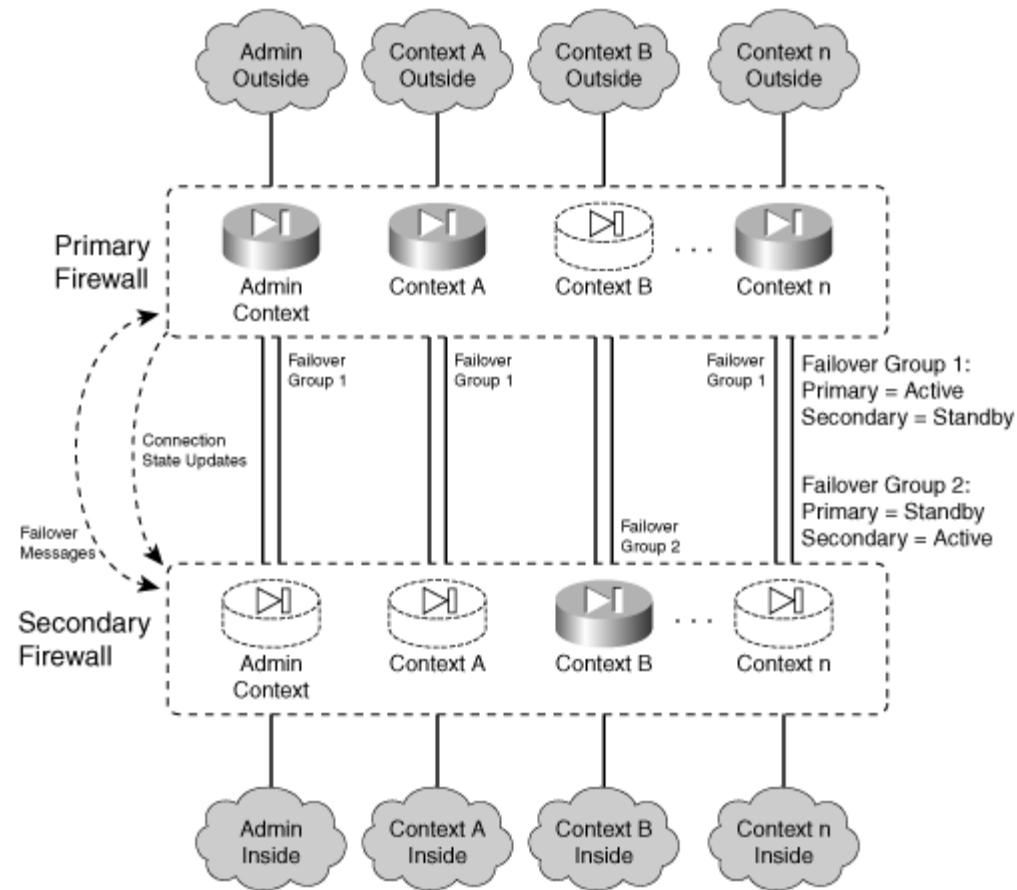 Admin
Outside
Context A
Outside
Context B
Outside
Context n
Outside
Primary
Firewall
Admin
Context
Context A
Context B
. . .
Context n
Failover
Group 1
Failover
Group 1
Failover
Group 1
Failover Group 1:
Primary = Active
Secondary = Standby
Connection
State Updates
Failover Group 2:
Primary = Standby
Secondary = Active
Failover
Messages
Failover
Group 2
Secondary
Firewall
Admin
Context
Context A
Context B
. . .
Context n
Admin
Inside
Context A
Inside
Context B
Inside
Context n
Inside